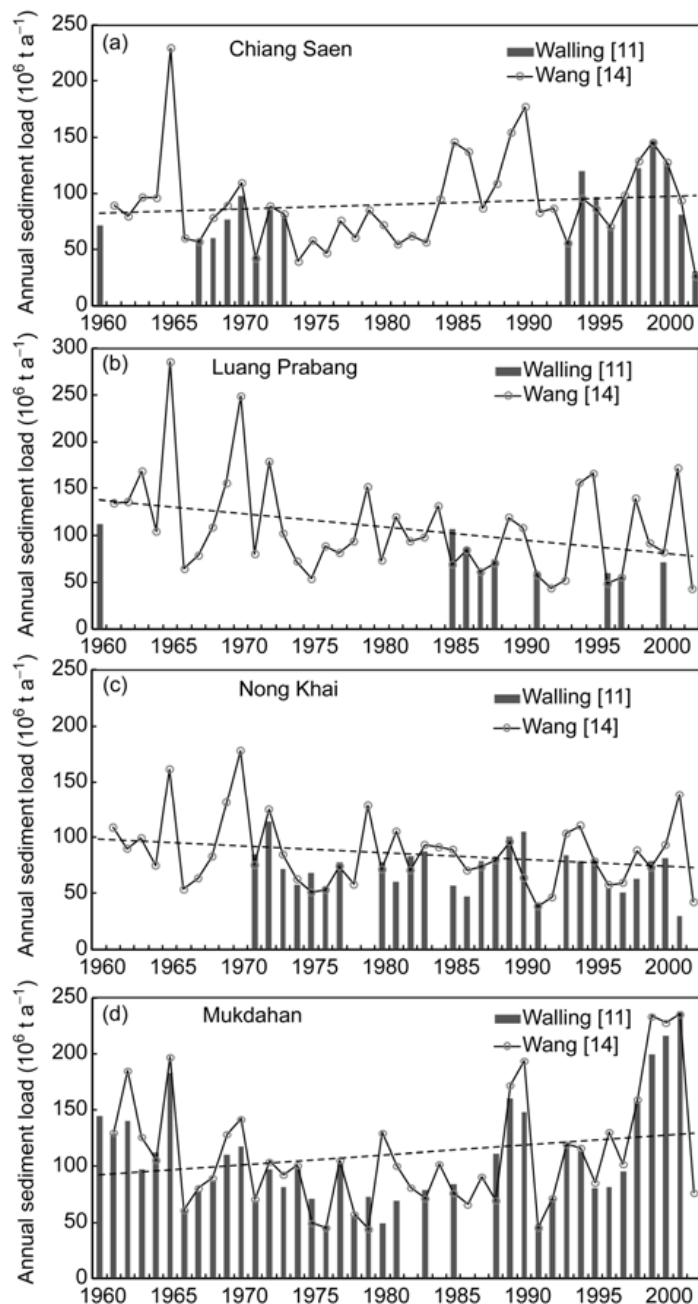 (a)
Chiang Saen
Walling [11]
Wang [14]
Annual sediment load (10⁶ t a⁻¹)
250
200
150
100
50
0
1960 1965 1970 1975 1980 1985 1990 1995 2000
(b)
Luang Prabang
Walling [11]
Wang [14]
Annual sediment load (10⁶ t a⁻¹)
300
250
200
150
100
50
0
1960 1965 1970 1975 1980 1985 1990 1995 2000
(c)
Nong Khai
Walling [11]
Wang [14]
Annual sediment load (10⁶ t a⁻¹)
250
200
150
100
50
0
1960 1965 1970 1975 1980 1985 1990 1995 2000
(d)
Mukdahan
Walling [11]
Wang [14]
Annual sediment load (10⁶ t a⁻¹)
250
200
150
100
50
0
1960 1965 1970 1975 1980 1985 1990 1995 2000